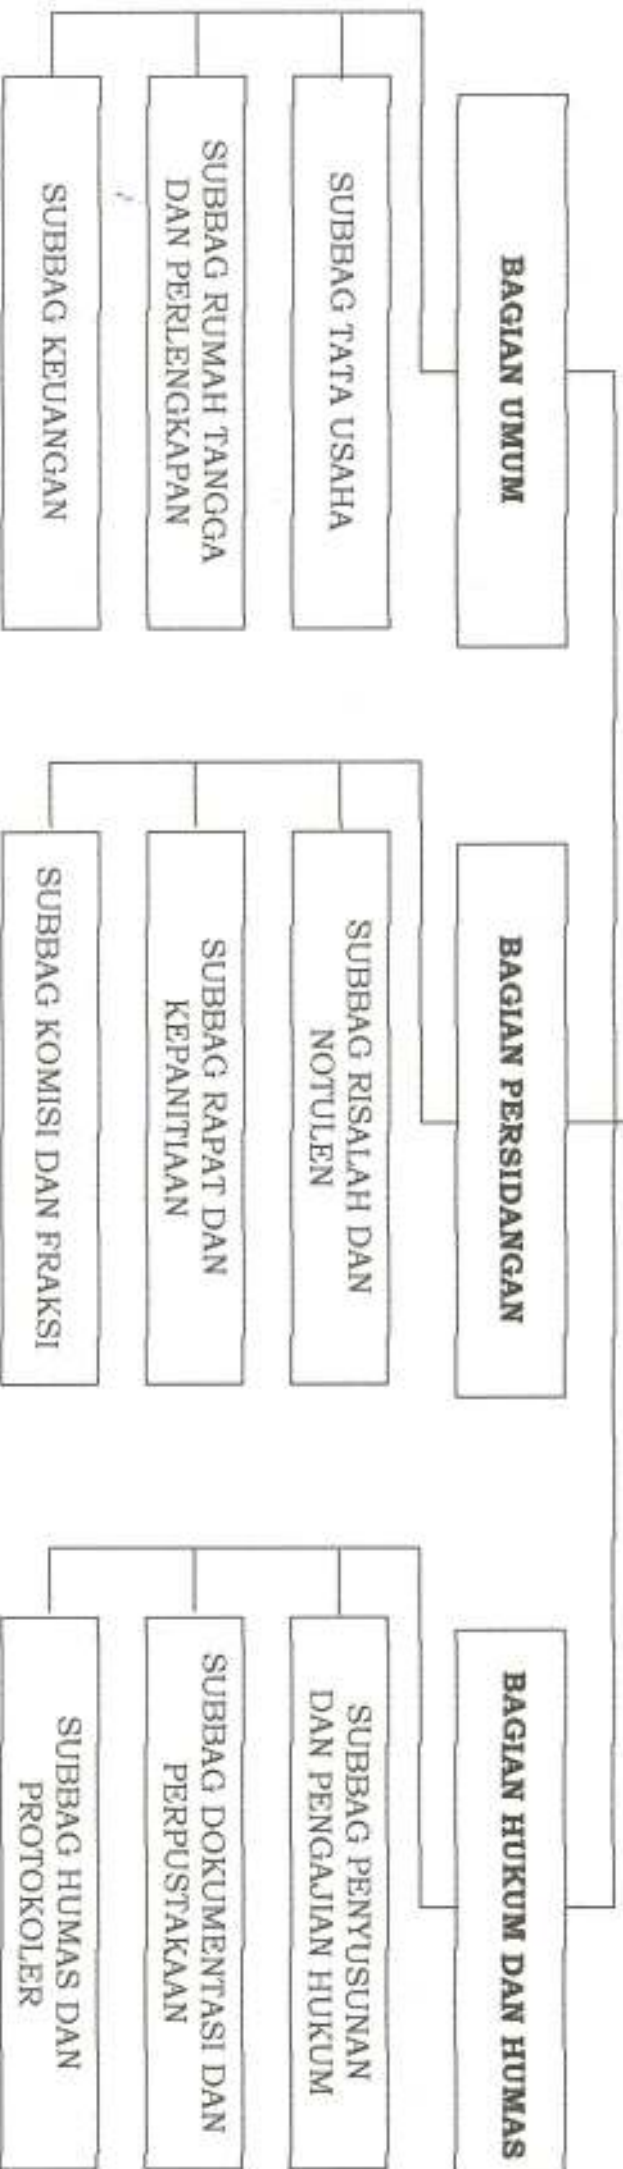 BAGIAN UMUM
SUBBAG TATA USAHA
SUBBAG RUMAH TANGGA
DAN PERLENGKAPAN
SUBBAG KEUANGAN
BAGIAN PERSIDANGAN
SUBBAG RISALAH DAN
NOTULEN
SUBBAG RAPAT DAN
KEPANITIAAN
SUBBAG KOMISI DAN FRAKSI
BAGIAN HUKUM DAN HUMAS
SUBBAG PENYUSUNAN
DAN PENGAJIAN HUKUM
SUBBAG DOKUMENTASI DAN
PERPUSTAKAAN
SUBBAG HUMAS DAN
PROTOKOLER